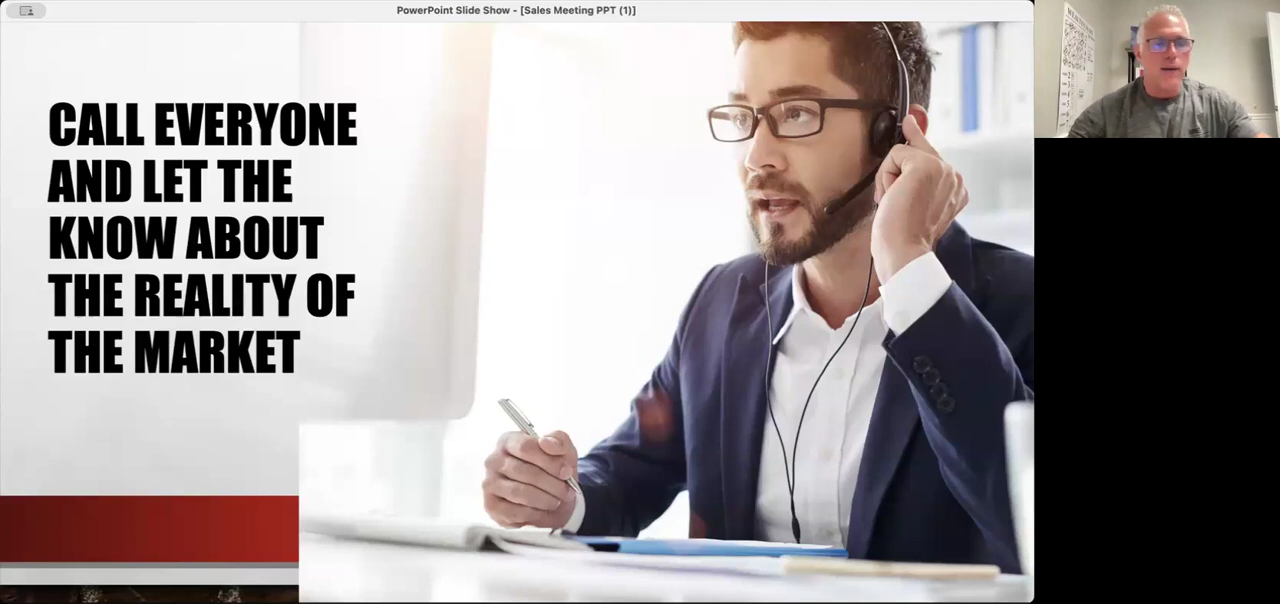 PowerPoint Slide Show - [Sales Meeting PPT (1)]
CALL EVERYONE
AND LET THE
KNOW ABOUT
THE REALITY OF
THE MARKET